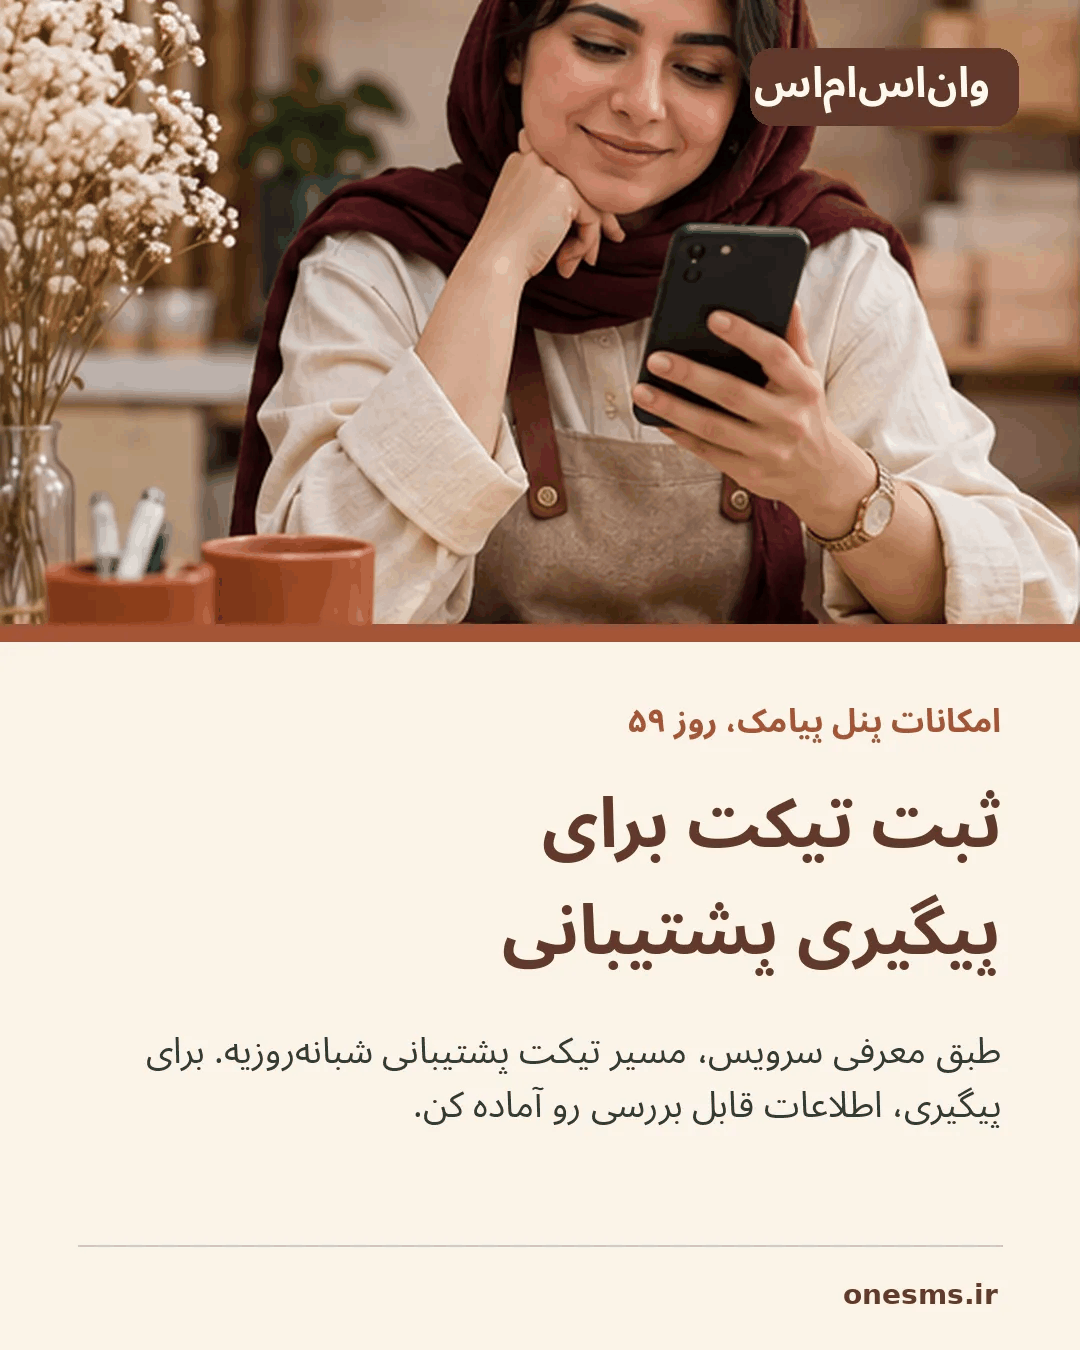 وان‌اس‌ام‌اس
امکانات پنل پیامک، روز ۵۹
ثبت تیکت برای
پیگیری پشتیبانی
طبق معرفی سرویس، مسیر تیکت پشتیبانی شبانه‌روزیه. برای
پیگیری، اطلاعات قابل بررسی رو آماده کن.
onesms.ir